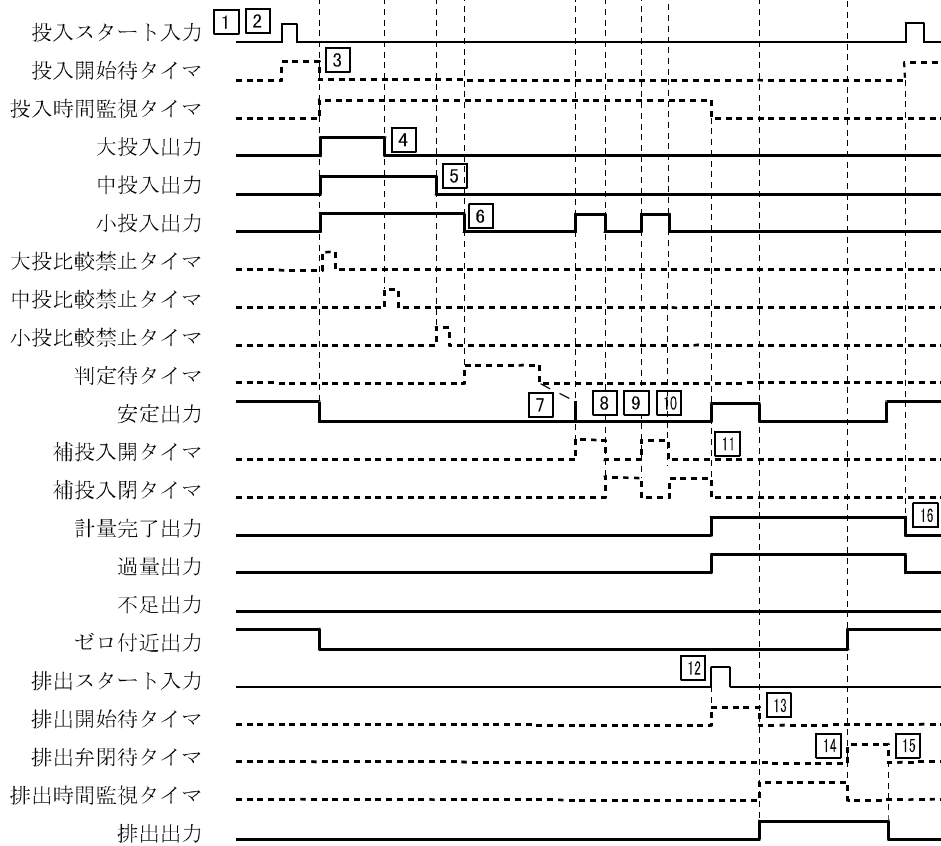 投入スタート入力 1 2
投入開始待タイマ 3
投入時間監視タイマ
大投入出力 4
中投入出力 5
小投入出力 6
大投比較禁止タイマ
中投比較禁止タイマ
小投比較禁止タイマ
判定待タイマ
安定出力 7 8 9 10
補投入開タイマ 11
補投入閉タイマ
計量完了出力 16
過量出力
不足出力
ゼロ付近出力
排出スタート入力 12
排出開始待タイマ 13
排出弁閉待タイマ 14 15
排出時間監視タイマ
排出出力